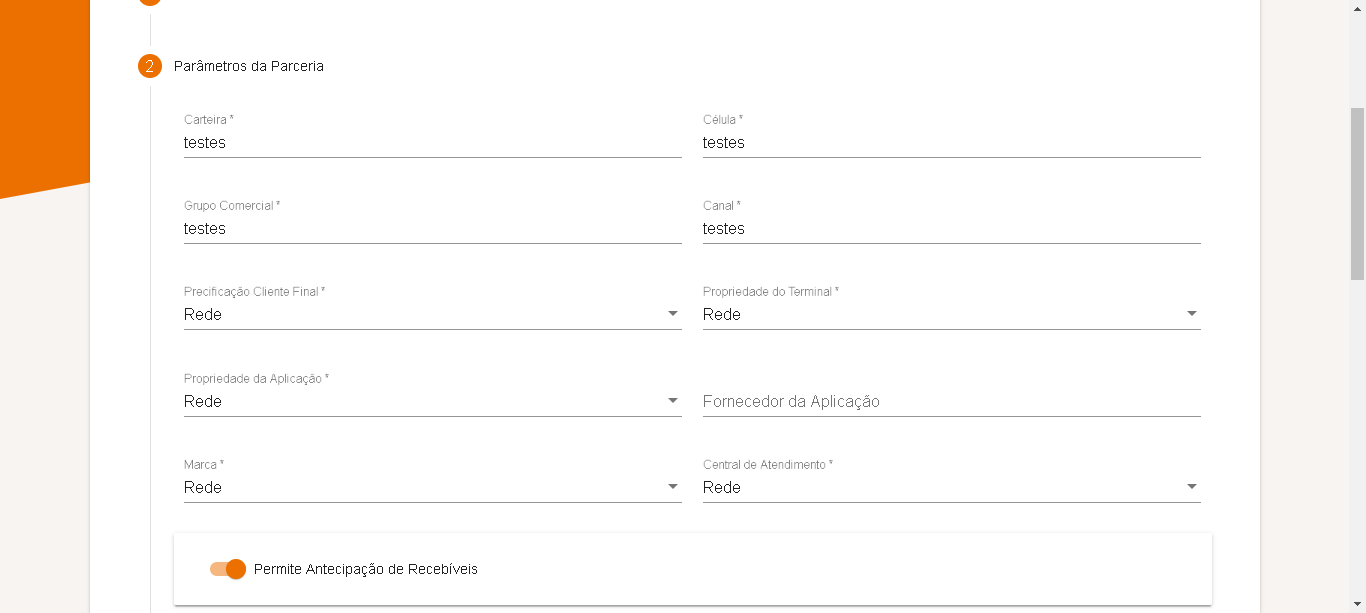 2 Parâmetros da Parceria
Carteira * Célula *
testes testes
Grupo Comercial * Canal *
testes testes
Precificação Cliente Final * Propriedade do Terminal *
Rede Rede
Propriedade da Aplicação *
Rede Fornecedor da Aplicação
Marca * Central de Atendimento *
Rede Rede
Permite Antecipação de Recebíveis